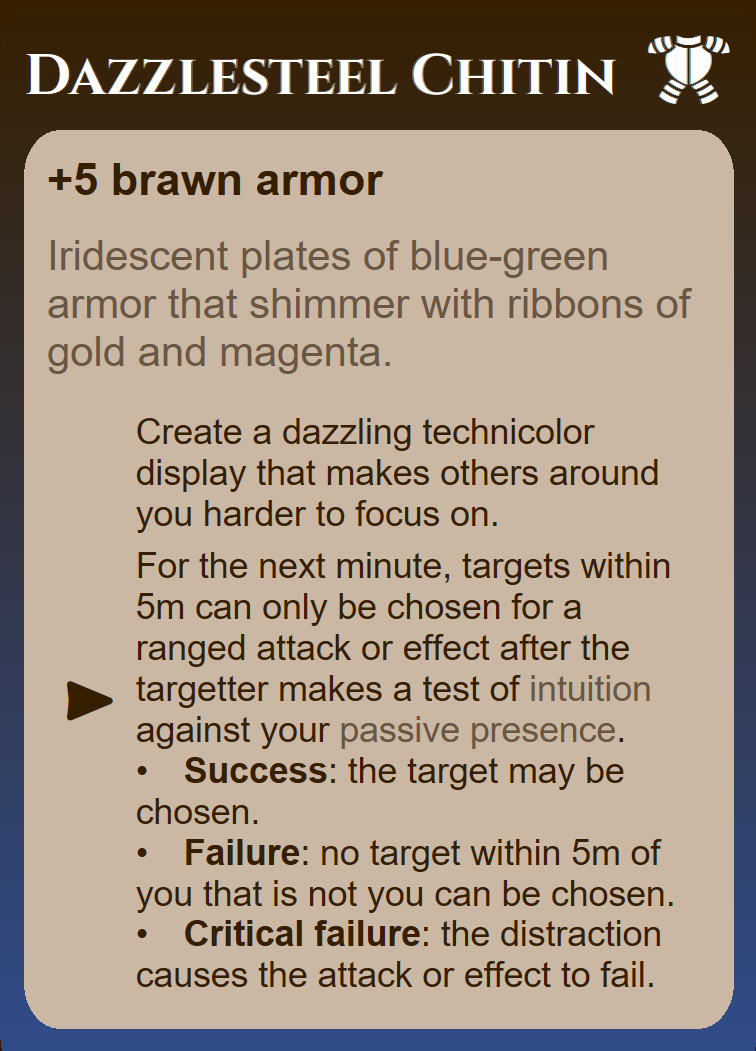 Dazzlesteel Chitin
+5 brawn armor
Iridescent plates of blue-green
armor that shimmer with ribbons of
gold and magenta.
Create a dazzling technicolor
display that makes others around
you harder to focus on.
For the next minute, targets within
5m can only be chosen for a
ranged attack or effect after the
targetter makes a test of intuition
against your passive presence.
• Success: the target may be
chosen.
• Failure: no target within 5m of
you that is not you can be chosen.
• Critical failure: the distraction
causes the attack or effect to fail.